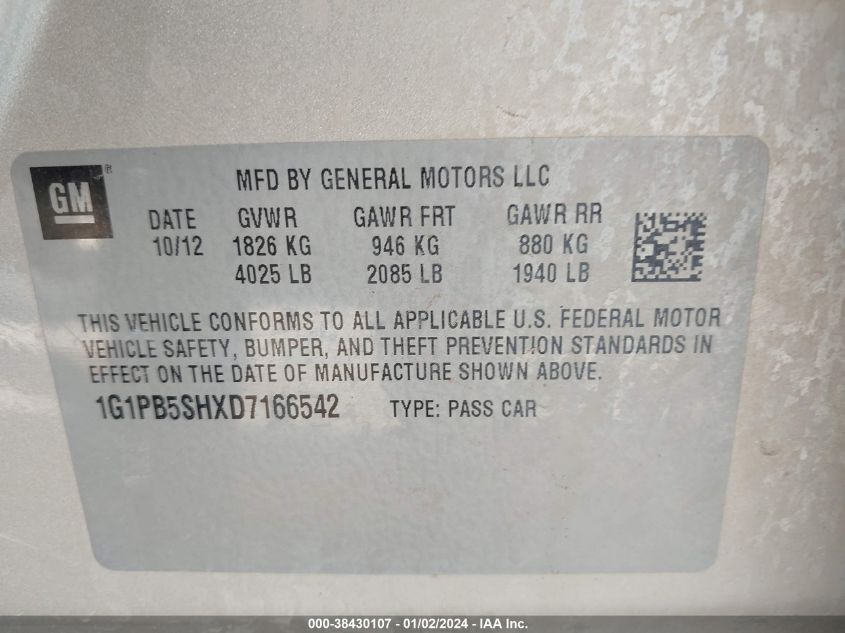 GM®
MFD BY GENERAL MOTORS LLC
DATE GVWR GAWR FRT GAWR RR
10/12 1826 KG 946 KG 880 KG
4025 LB 2085 LB 1940 LB
THIS VEHICLE CONFORMS TO ALL APPLICABLE U.S. FEDERAL MOTOR
VEHICLE SAFETY, BUMPER, AND THEFT PREVENTION STANDARDS IN
EFFECT ON THE DATE OF MANUFACTURE SHOWN ABOVE.
1G1PB5SHXD7166542 TYPE: PASS CAR
000-38430107 - 01/02/2024 - IAA Inc.